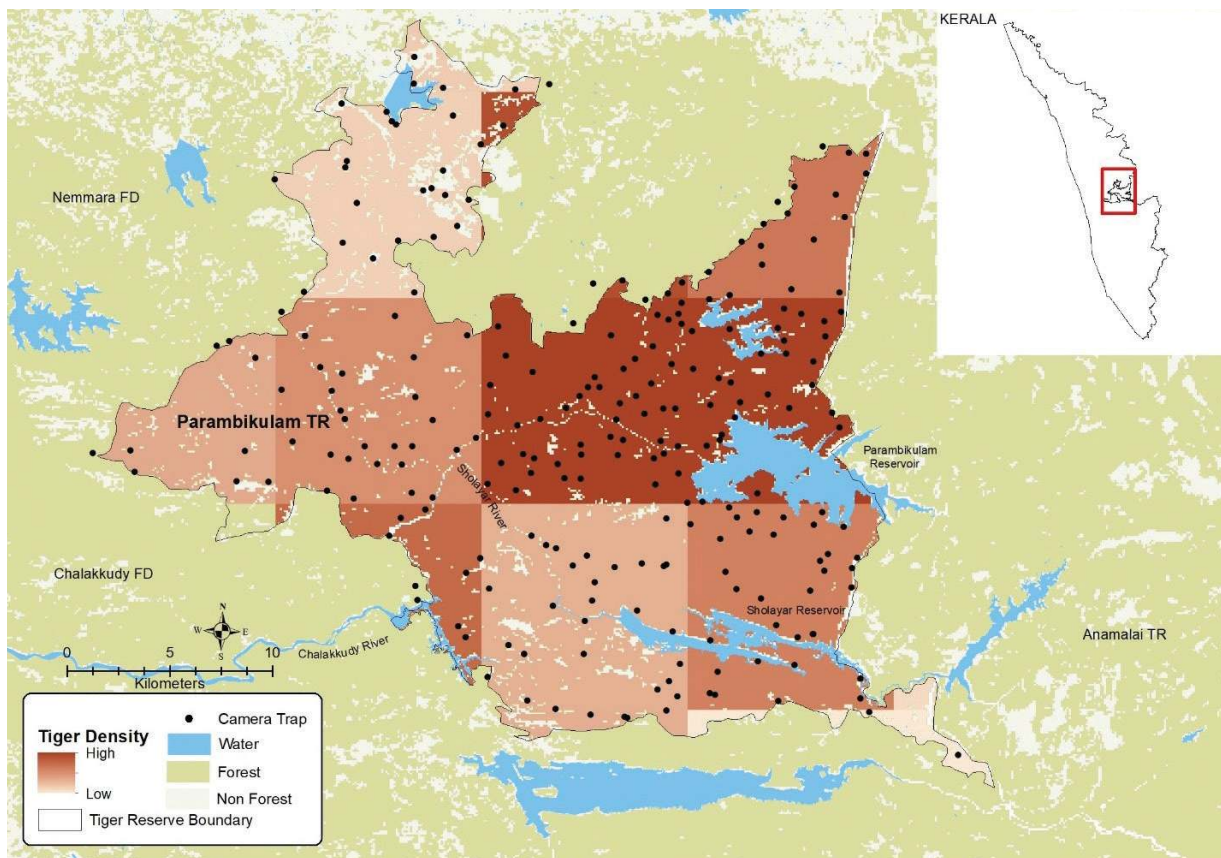 KERALA
Nemmara FD
Parambikulam TR
Parambikulam
Reservoir
Sholayar River
Chalakkudy FD
Sholayar Reservoir
N
W E
S
Chalakkudy River
Anamalai TR
0 5 10
Kilometers
Tiger Density
High
Low
Camera Trap
Water
Forest
Non Forest
Tiger Reserve Boundary